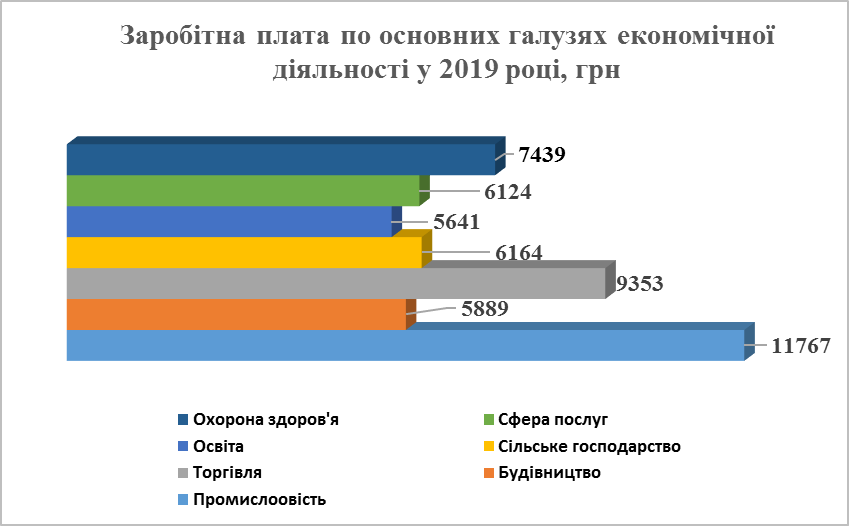 Заробітна плата по основних галузях економічної
діяльності у 2019 році, грн
7439
6124
5641
6164
9353
5889
11767
Охорона здоров'я
Сфера послуг
Освіта
Сільське господарство
Торгівля
Будівництво
Промислоовість